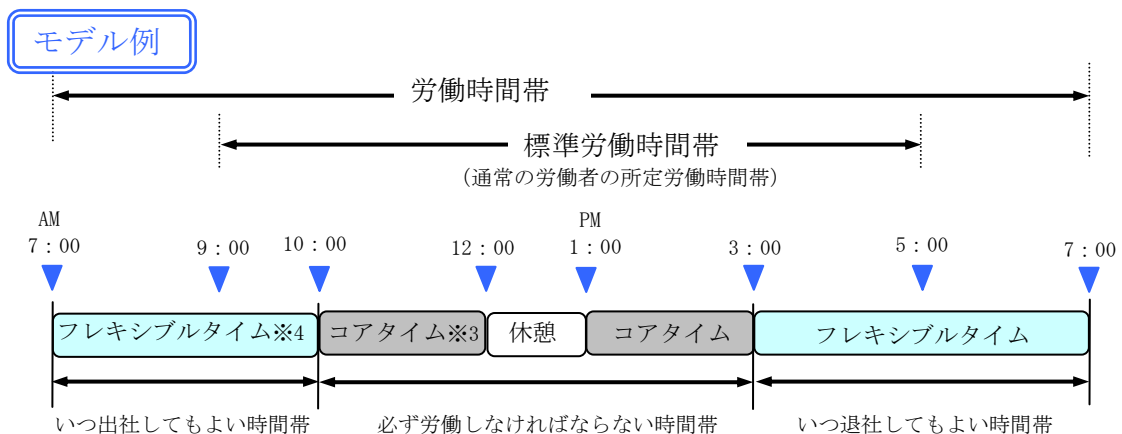 モデル例
労働時間帯
標準労働時間帯
（通常の労働者の所定労働時間帯）
AM
PM
7：00
9：00
10：00
12：00
1：00
3：00
5：00
7：00
フレキシブルタイム※4
コアタイム※3
休憩
コアタイム
フレキシブルタイム
いつ出社してもよい時間帯
必ず労働しなければならない時間帯
いつ退社してもよい時間帯